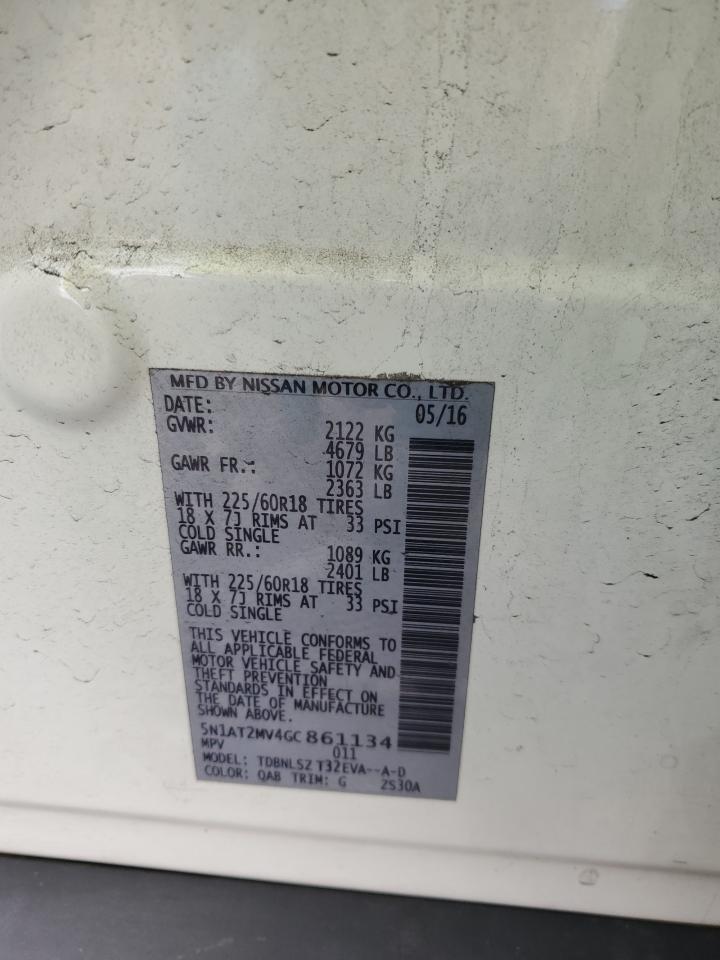 MFD BY NISSAN MOTOR CO., LTD.
DATE: 05/16
GVWR: 2122 KG
4679 LB
GAWR FR.: 1072 KG
2363 LB
WITH 225/60R18 TIRES
18 X 7J RIMS AT 33 PSI
COLD SINGLE
GAWR RR.: 1089 KG
2401 LB
WITH 225/60R18 TIRES
18 X 7J RIMS AT 33 PSI
COLD SINGLE
THIS VEHICLE CONFORMS TO
ALL APPLICABLE FEDERAL
MOTOR VEHICLE SAFETY AND
THEFT PREVENTION
STANDARDS IN EFFECT ON
THE DATE OF MANUFACTURE
SHOWN ABOVE.
5N1AT2MV4GC861134
MPV 011
MODEL: TDBNLSZ T32EVA--A-D
COLOR: QAB TRIM: G 2S30A